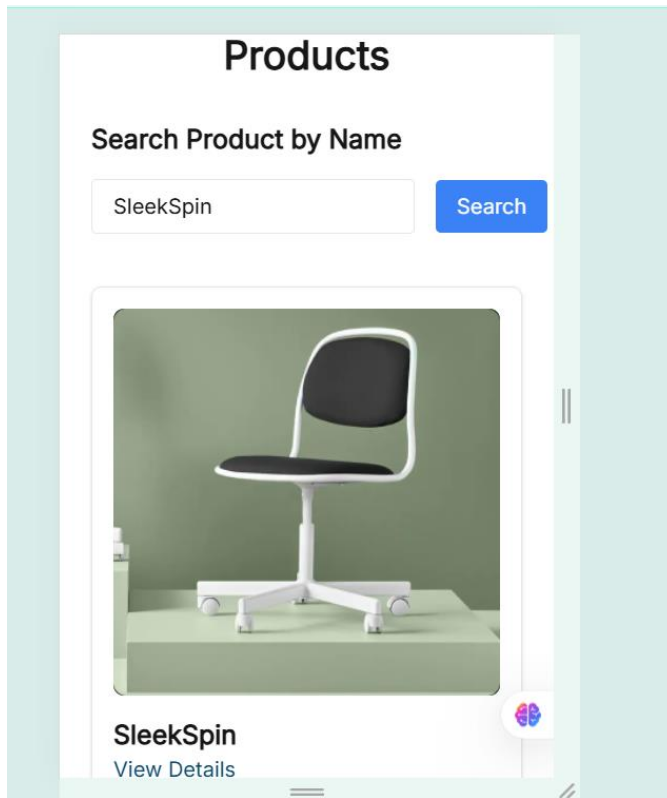 Products
Search Product by Name
SleekSpin
Search
SleekSpin
View Details